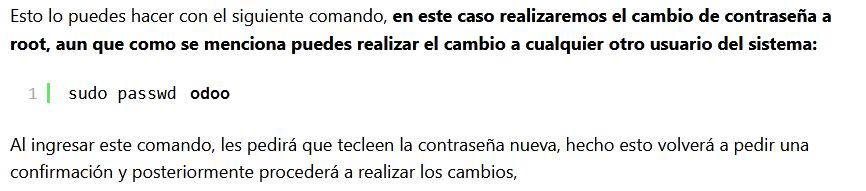 Esto lo puedes hacer con el siguiente comando, en este caso realizaremos el cambio de contraseña a
root, aun que como se menciona puedes realizar el cambio a cualquier otro usuario del sistema:
1 sudo passwd odoo
Al ingresar este comando, les pedirá que tecleen la contraseña nueva, hecho esto volverá a pedir una
confirmación y posteriormente procederá a realizar los cambios,